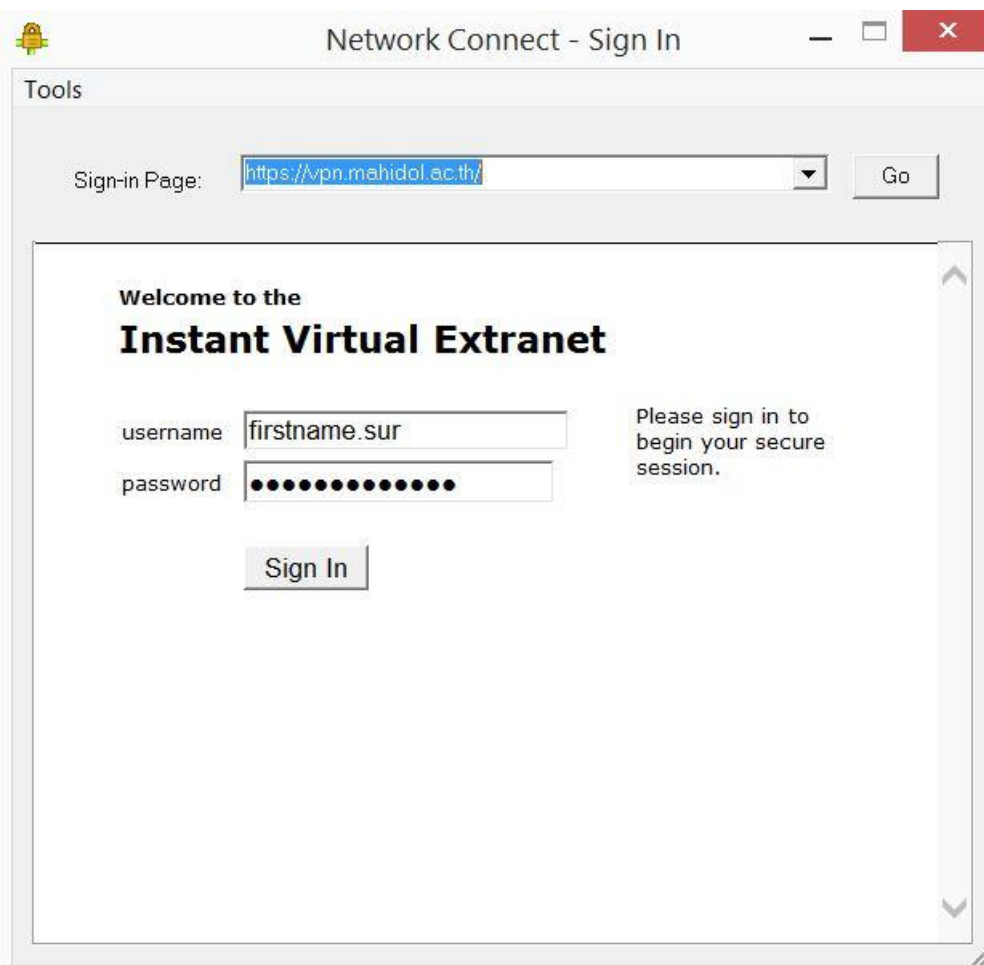 Network Connect - Sign In
Tools
Sign-in Page: https://vpn.mahidol.ac.th/ Go
Welcome to the
Instant Virtual Extranet
username firstname.sur
password ●●●●●●●●●●●●●
Please sign in to
begin your secure
session.
Sign In